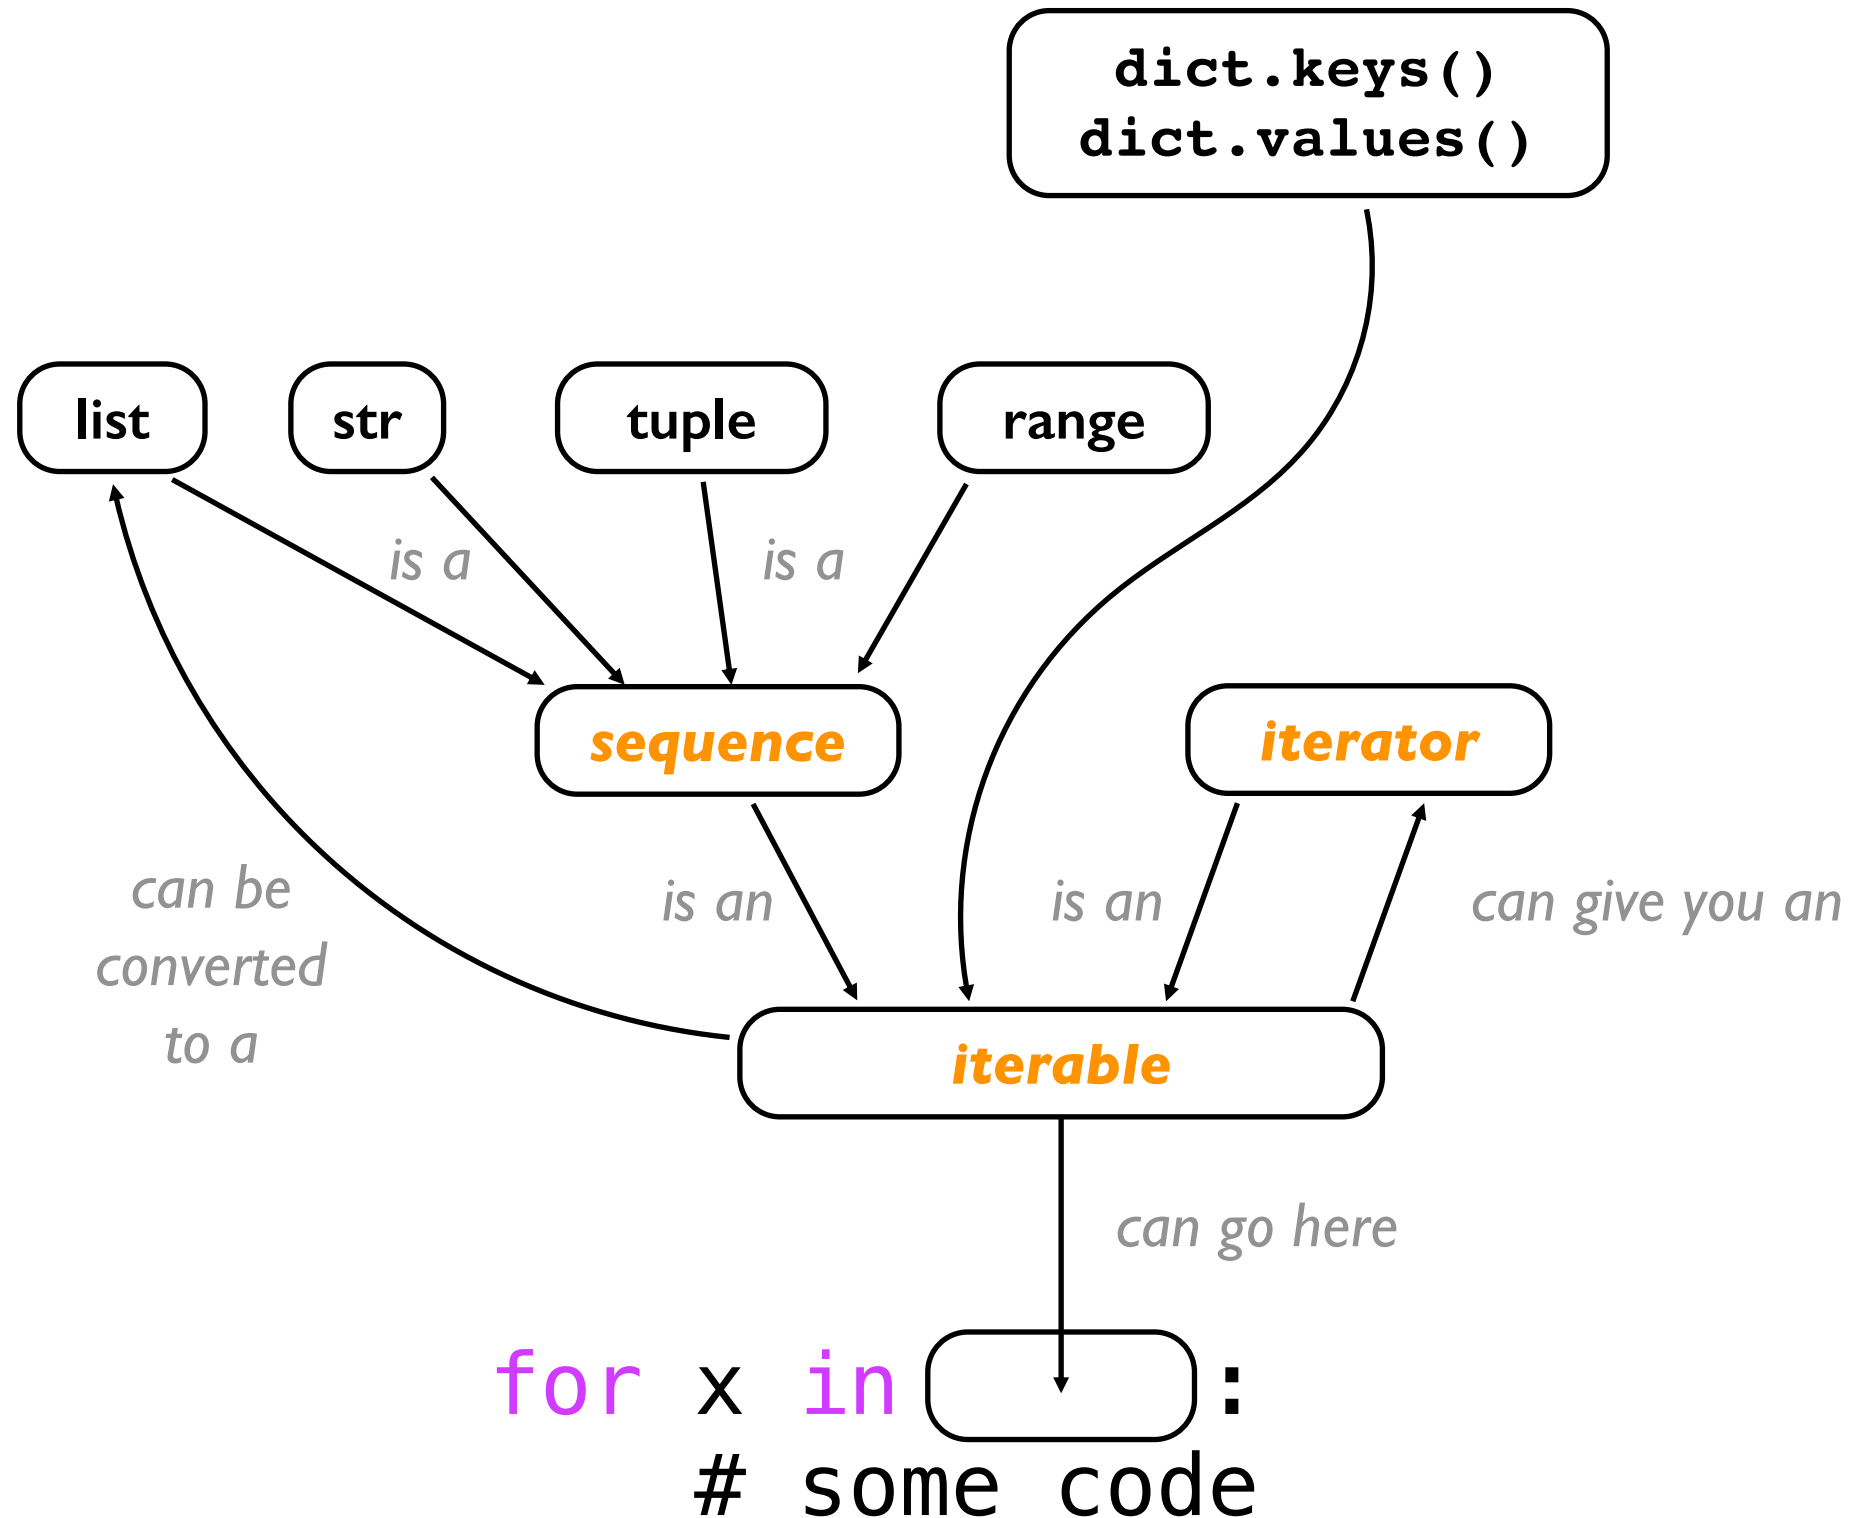 dict.keys()
dict.values()
list
str
tuple
range
is a
is a
sequence
iterator
can be
converted
to a
is an
is an
can give you an
iterable
can go here
for x in :
# some code